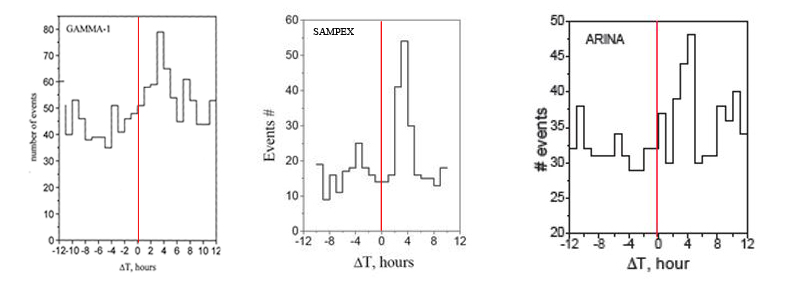 GAMMA-1
number of events
80
70
60
50
40
30
20
10
0
-12 -10 -8 -6 -4 -2 0 2 4 6 8 10 12
ΔT, hours
SAMPEX
Events #
60
50
40
30
20
10
0
-12 -8 -4 0 4 8 12
ΔT, hours
ARINA
# events
50
45
40
35
30
25
20
-12 -8 -4 0 4 8 12
ΔT, hour